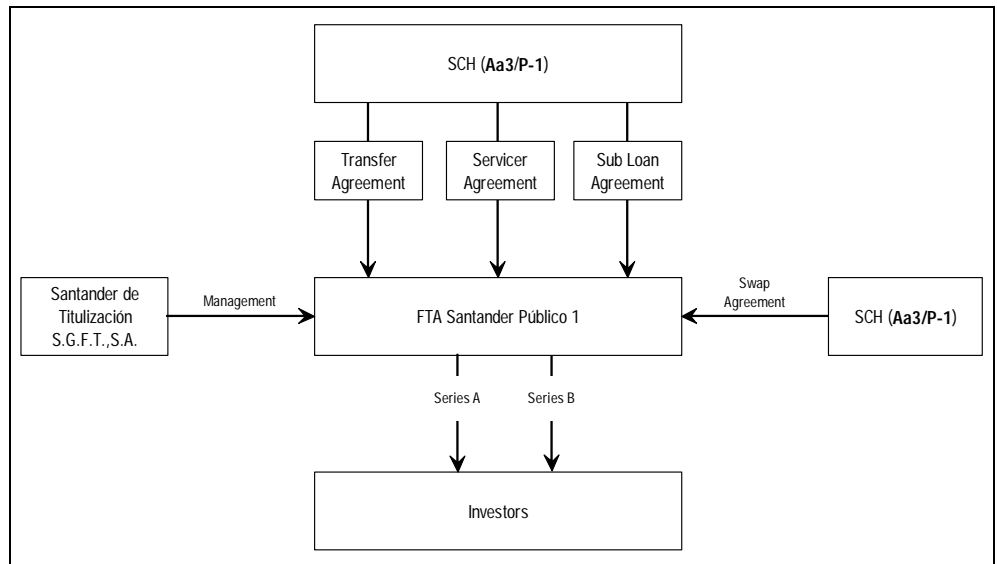 SCH (Aa3/P-1)
Transfer
Agreement
Servicer
Agreement
Sub Loan
Agreement
Santander de
Titulización
S.G.F.T.,S.A.
Management
FTA Santander Público 1
Swap
Agreement
SCH (Aa3/P-1)
Series A
Series B
Investors